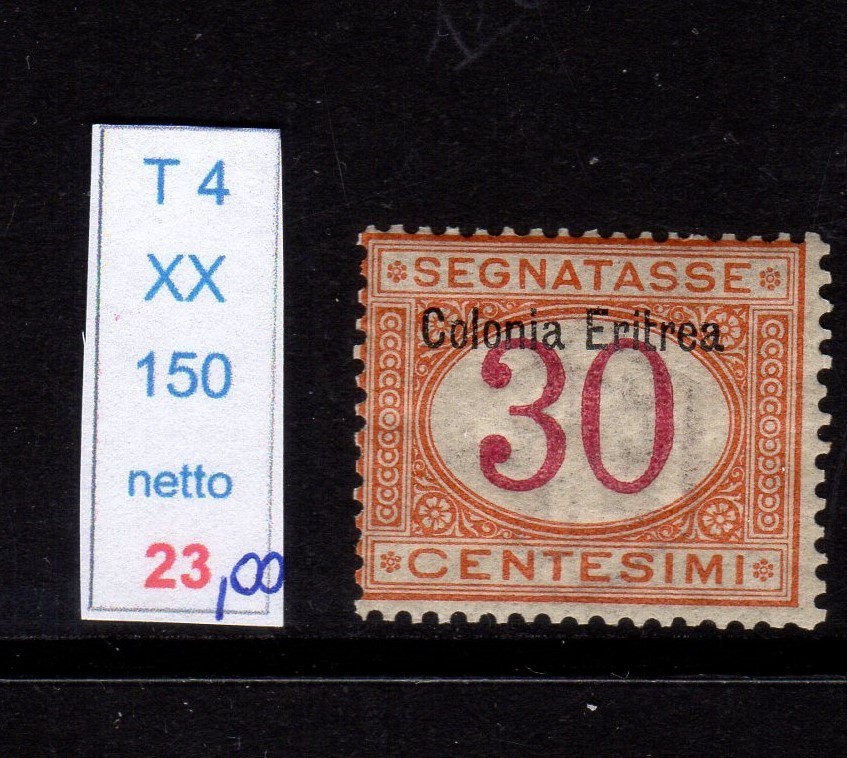 T 4
XX
150
netto
23,00
SEGNATASSE
Colonia Eritrea
30
CENTESIMI